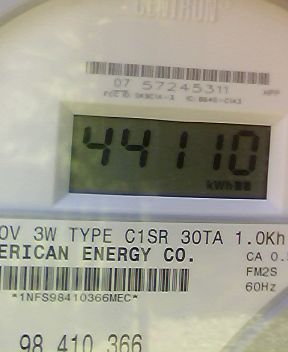 CENTRON
07 57245311
44110
kWh
0V 3W TYPE C1SR 30TA 1.0Kh
ERICAN ENERGY CO.
CA 0.
FM2S
*1NFS98410366MEC*
60Hz
98 410 366